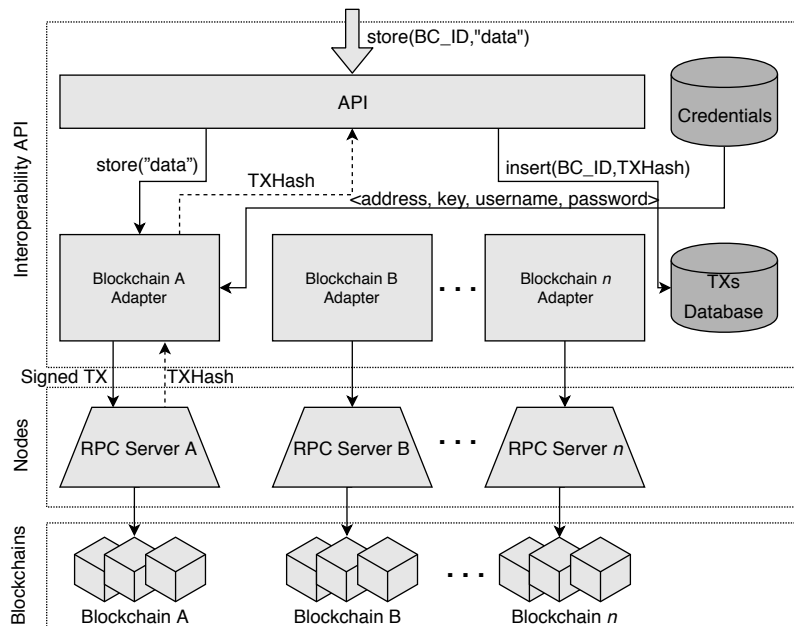 store(BC_ID,"data")
API
Credentials
Interoperability API
store("data")
TXHash
insert(BC_ID,TXHash)
<address, key, username, password>
Blockchain A
Adapter
Blockchain B
Adapter
. . .
Blockchain n
Adapter
TXs
Database
Signed TX
TXHash
Nodes
RPC Server A
RPC Server B
. . .
RPC Server n
Blockchains
. . .
Blockchain A
Blockchain B
Blockchain n